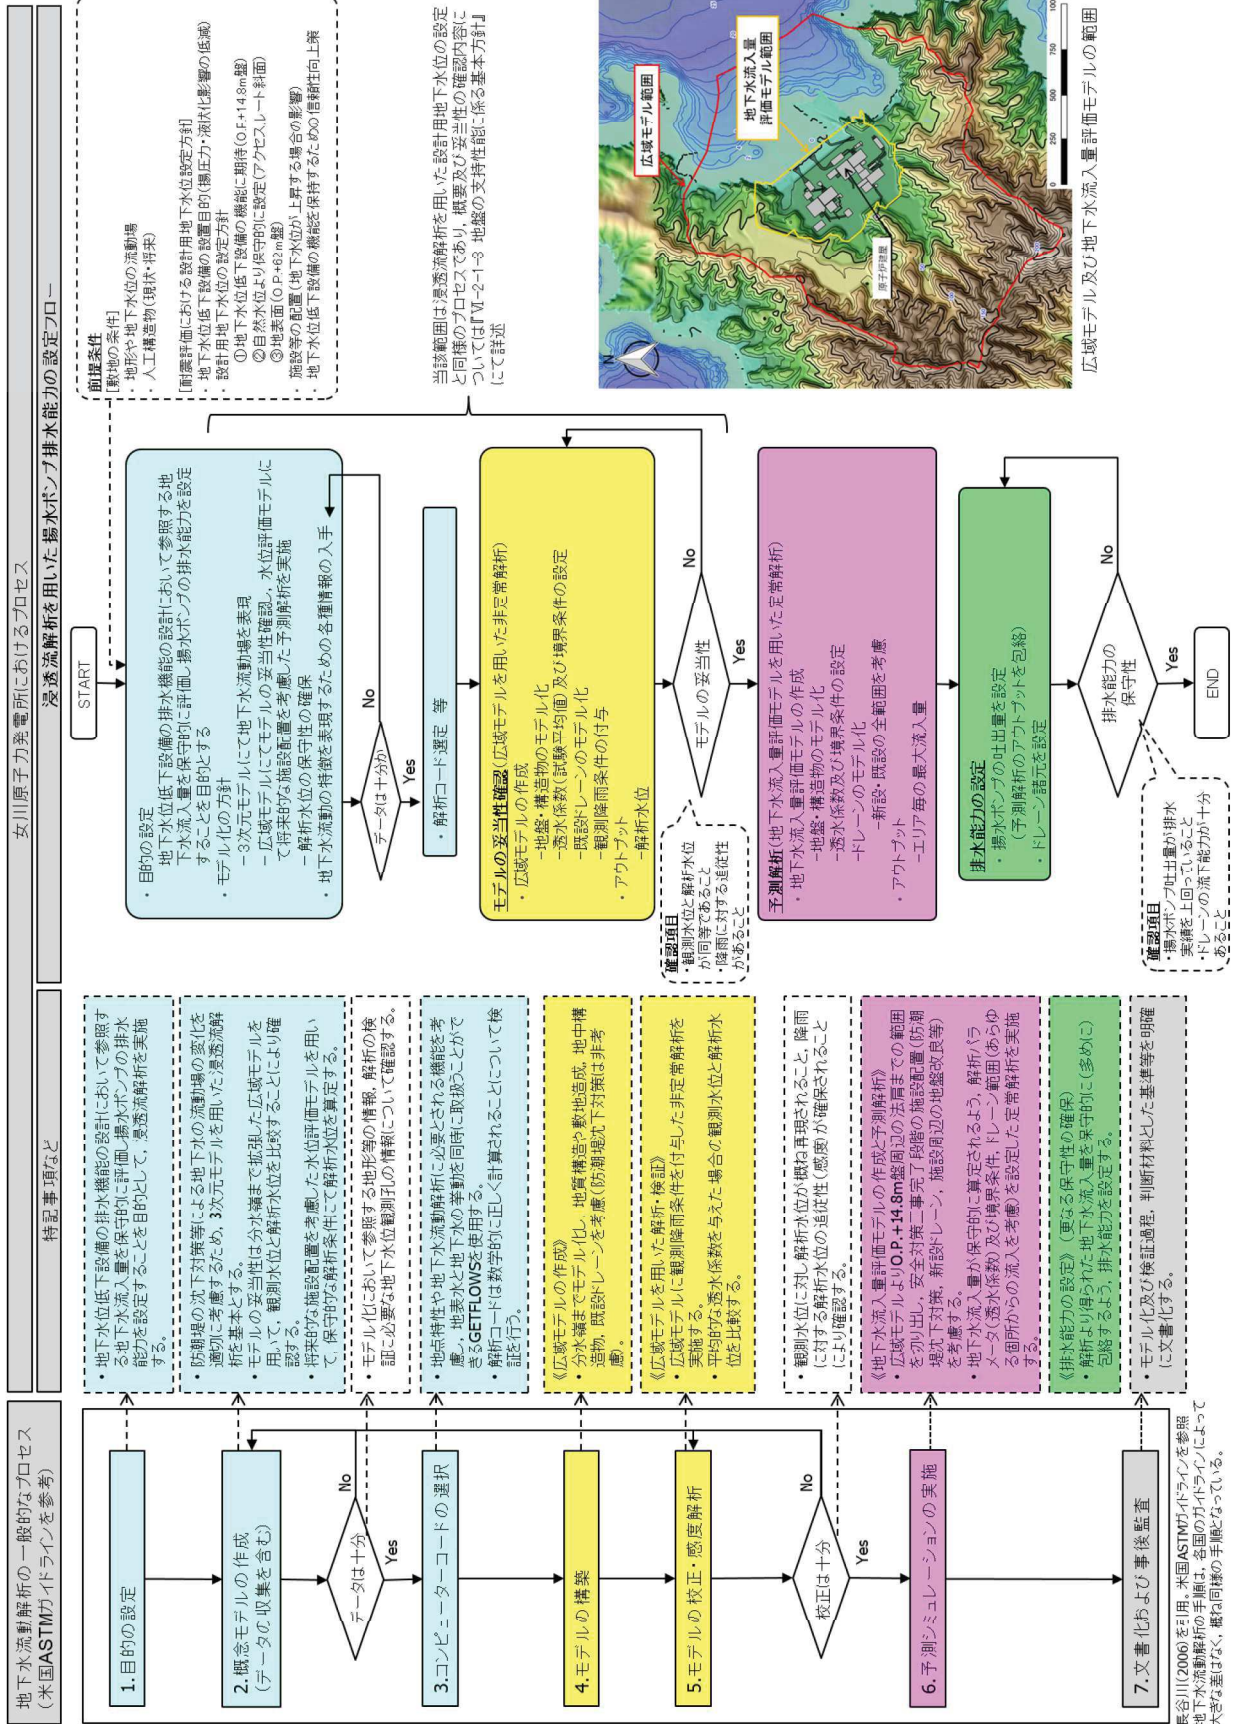 地下水流動解析の一般的なプロセス
(米国ASTMガイドラインを参考)
1.目的の設定
2.概念モデルの作成
(データの収集を含む)
データは十分
No
Yes
3.コンピューターコードの選択
4.モデルの構築
5.モデルの校正・感度解析
校正は十分
No
Yes
6.予測シミュレーションの実施
7.文書化および事後監査
長谷川(2006)を引用。米国ASTMガイドラインを参照
地下水流動解析の手順は、各国のガイドラインによって
大きな差はなく、概ね同様の手順となっている。
女川原子力発電所におけるプロセス
特記事項など
・地下水位低下設備の排水機能の設計において参照す
る地下水流入量を保守的に評価し揚水ポンプの排水
能力を設定することを目的として、浸透流解析を実施
する。
・防潮堤の沈下対策等による地下水の流動場の変化を
適切に考慮するため、3次元モデルを用いた浸透流解
析を基本とする。
・モデルの妥当性は分水嶺まで拡張した広域モデルを
用いて、観測水位と解析水位を比較することにより確
認する。
・将来的な施設配置を考慮した水位評価モデルを用い
て、保守的な解析条件にて解析水位を算定する。
・モデル化において参照する地形等の情報、解析の検
証に必要な地下水位観測孔の情報について確認する。
・地点特性や地下水流動解析に必要とされる機能を考
慮し、地表水と地下水の挙動を同時に取扱うことがで
きるGETFLOWSを使用する。
・解析コードは数学的に正しく計算されることについて検
証を行う。
《広域モデルの作成》
・分水嶺までモデル化し、地質構造や敷地造成、地中構
造物、既設ドレーンを考慮(防潮堤沈下対策は非考
慮)。
《広域モデルを用いた解析・検証》
・広域モデルに観測降雨条件を付与した非定常解析を
実施する。
・平均的な透水係数を与えた場合の観測水位と解析水
位を比較する。
・観測水位に対し解析水位が概ね再現されること、降雨
に対する解析水位の追従性(感度)が確保されること
により確認する。
《地下水流入量評価モデルの作成と予測解析》
・広域モデルよりO.P.+14.8m盤周辺の法肩までの範囲
を切り出し、安全対策工事完了段階の施設配置(防潮
堤沈下対策、新設ドレーン、施設周辺の地盤改良等)
を考慮する。
・地下水流入量が保守的に算定されるよう、解析パラ
メータ(透水係数)及び境界条件、ドレーン範囲(あらゆ
る箇所からの流入を考慮)を設定した定常解析を実施
する。
《排水能力の設定》(更なる保守性の確保)
・解析より得られた地下水流入量を保守的に(多めに)
包絡するよう、排水能力を設定する。
・モデル化及び検証過程、判断材料とした基準等を明確
に文書化する。
浸透流解析を用いた揚水ポンプ排水能力の設定フロー
START
・目的の設定
地下水位低下設備の排水機能の設計において参照する地
下水流入量を保守的に評価し揚水ポンプの排水能力を設定
することを目的とする
・モデル化の方針
－3次元モデルにて地下水流動場を表現
－広域モデルにてモデルの妥当性確認し、水位評価モデルに
て将来的な施設配置を考慮した予測解析を実施
－解析水位の保守性の確保
・地下水流動の特徴を表現するための各種情報の入手
データは十分か
No
Yes
・解析コード選定 等
モデルの妥当性確認(広域モデルを用いた非定常解析)
・広域モデルの作成
－地盤・構造物のモデル化
－透水係数(試験平均値)及び境界条件の設定
－既設ドレーンのモデル化
－観測降雨条件の付与
・アウトプット
－解析水位
モデルの妥当性
No
Yes
確認項目
・観測水位と解析水位
が同等であること
・降雨に対する追従性
があること
予測解析(地下水流入量評価モデルを用いた定常解析)
・地下水流入量評価モデルの作成
－地盤・構造物のモデル化
－透水係数及び境界条件の設定
－ドレーンのモデル化
－新設・既設の全範囲を考慮
・アウトプット
－エリア毎の最大流入量
排水能力の設定
・揚水ポンプの吐出量を設定
(予測解析のアウトプットを包絡)
・ドレーン諸元を設定
排水能力の
保守性
No
Yes
END
確認項目
・揚水ポンプ吐出量が排水
実績を上回っていること
・ドレーンの流下能力が十分
あること
前提条件
[敷地の条件]
・地形や地下水位の流動場
・人工構造物(現状・将来)
[耐震評価における設計用地下水位設定方針]
・地下水位低下設備の設置目的(揚圧力・液状化影響の低減)
・設計用地下水位の設定方針
①地下水位低下設備の機能に期待(O.P.+14.8m盤)
②自然水位より保守的に設定(アクセスルート斜面)
③地表面(O.P.+62m盤)
・施設等の配置(地下水位が上昇する場合の影響)
・地下水位低下設備の機能を保持するための信頼性向上策
当該範囲は浸透流解析を用いた設計用地下水位の設定
と同様のプロセスであり、概要及び妥当性の確認内容に
ついては『Ⅵ-2-1-3 地盤の支持性能に係る基本方針』
にて詳述
N
広域モデル範囲
地下水流入量
評価モデル範囲
原子炉建屋
0 250 500 750 100
広域モデル及び地下水流入量評価モデルの範囲